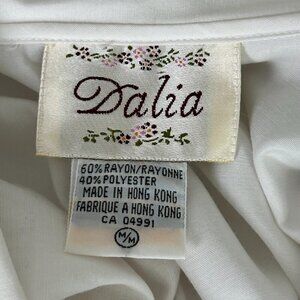 Dalia
60% RAYON/RAYONNE
40% POLYESTER
MADE IN HONG KONG
FABRIQUE A HONG KONG
CA 04991
M/M